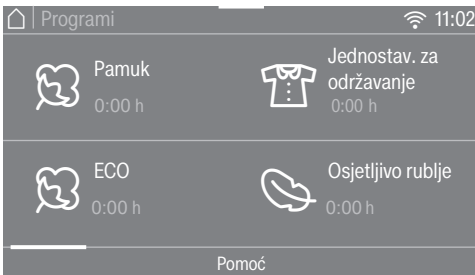 Programi
11:02
Pamuk
0:00 h
Jednostav. za
održavanje
0:00 h
ECO
0:00 h
Osjetljivo rublje
0:00 h
Pomoć